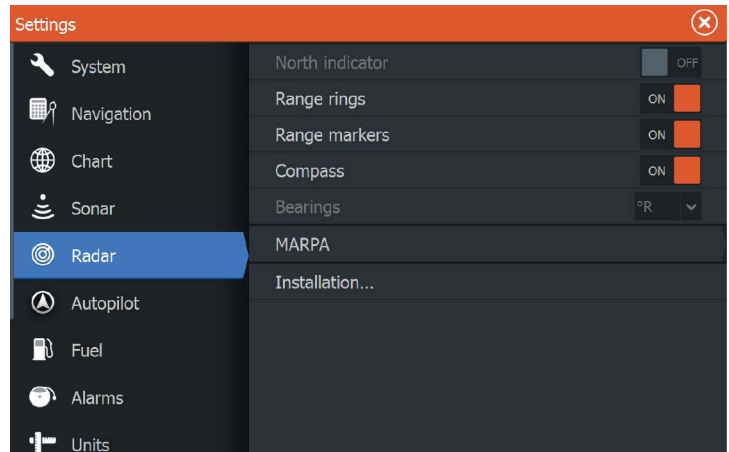 Settings
System
Navigation
Chart
Sonar
Radar
Autopilot
Fuel
Alarms
Units
North indicator OFF
Range rings ON
Range markers ON
Compass ON
Bearings °R
MARPA
Installation...